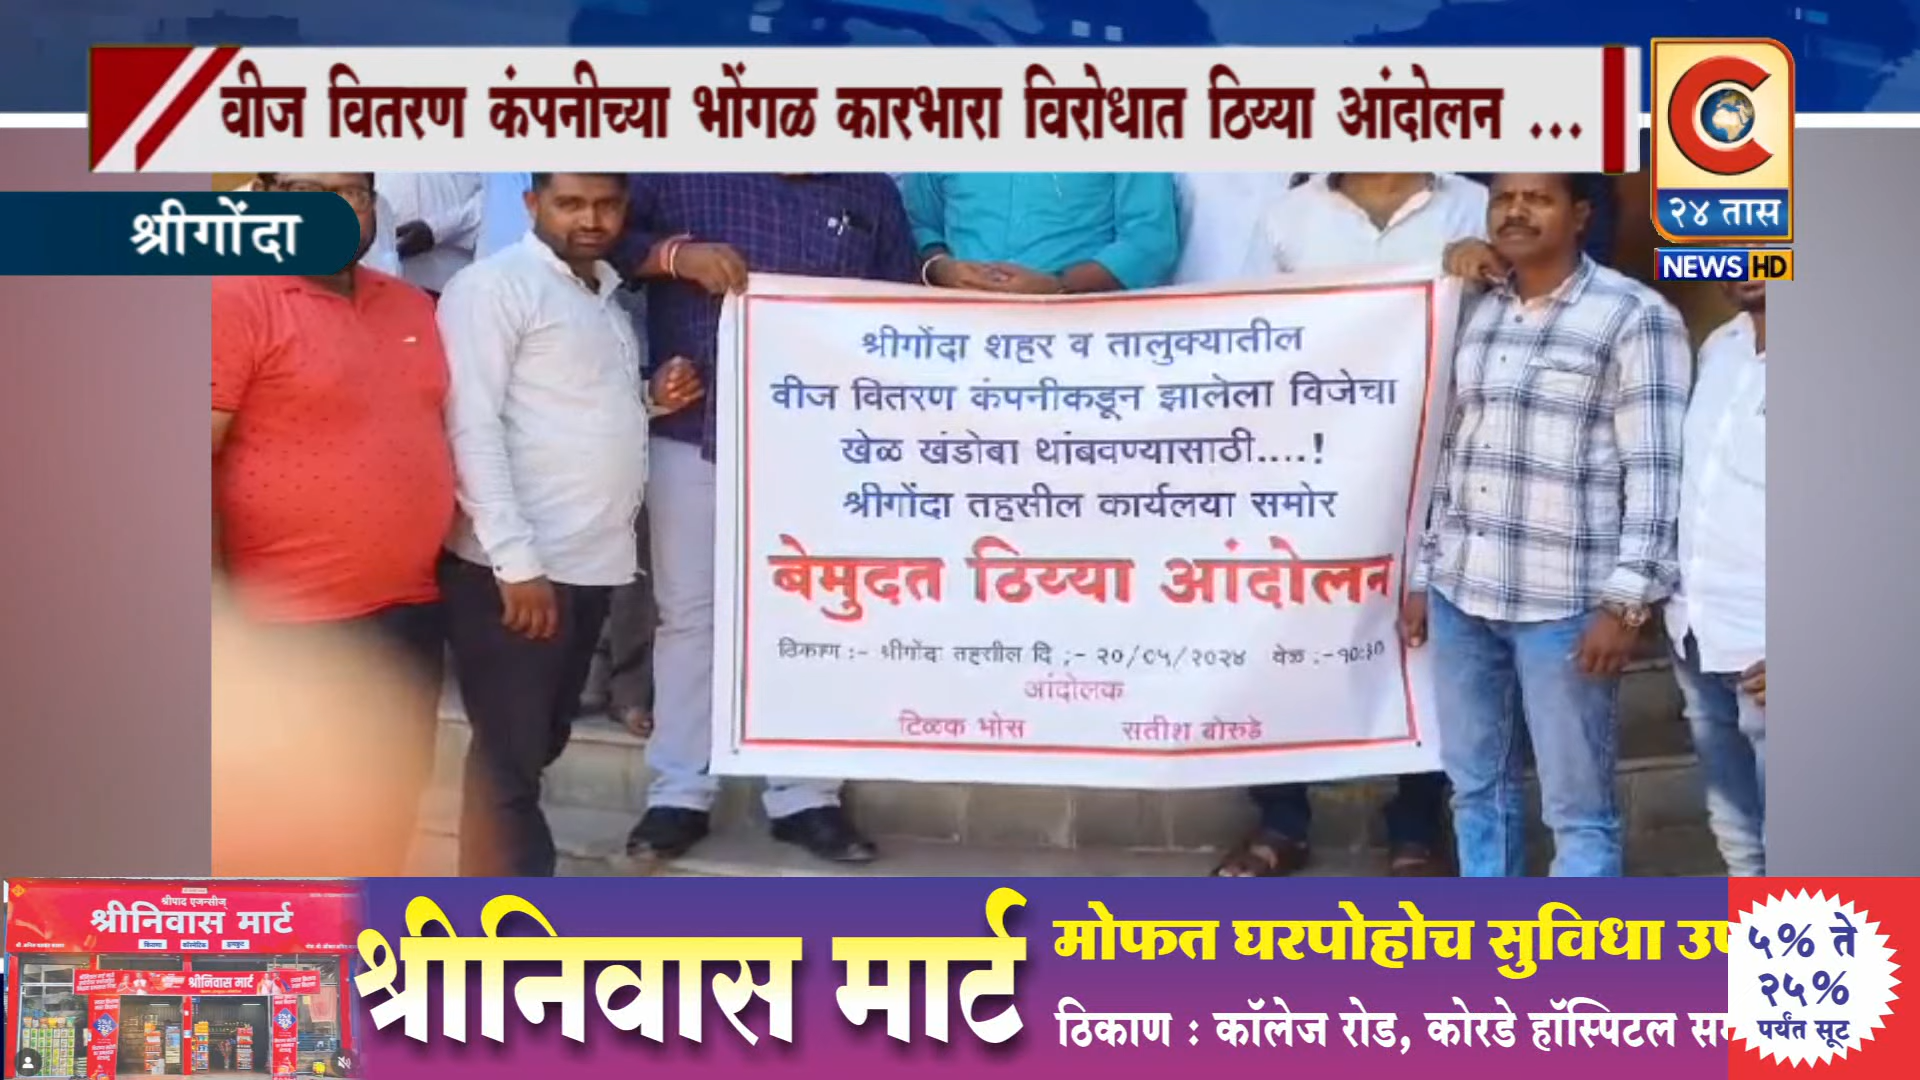 वीज वितरण कंपनीच्या भोंगळ कारभारा विरोधात ठिय्या आंदोलन ...
C
२४ तास
NEWS HD
श्रीगोंदा
श्रीगोंदा शहर व तालुक्यातील
वीज वितरण कंपनीकडून झालेला विजेचा
खेळ खंडोबा थांबवण्यासाठी....!
श्रीगोंदा तहसील कार्यलया समोर
बेमुदत ठिय्या आंदोलन
ठिकाण :- श्रीगोंदा तहसील दि :- २०/०५/२०२४ वेळ :-१०:३०
आंदोलक
टिळक भोस सतीश बोरुडे
श्रीपाद एजन्सीज्
श्रीनिवास मार्ट
किराणा कॉस्मेटिक
श्रीनिवास मार्ट
श्रीनिवास मार्ट
मोफत घरपोहोच सुविधा
ठिकाण : कॉलेज रोड, कोरडे हॉस्पिटल
५% ते
२५%
पर्यंत सूट